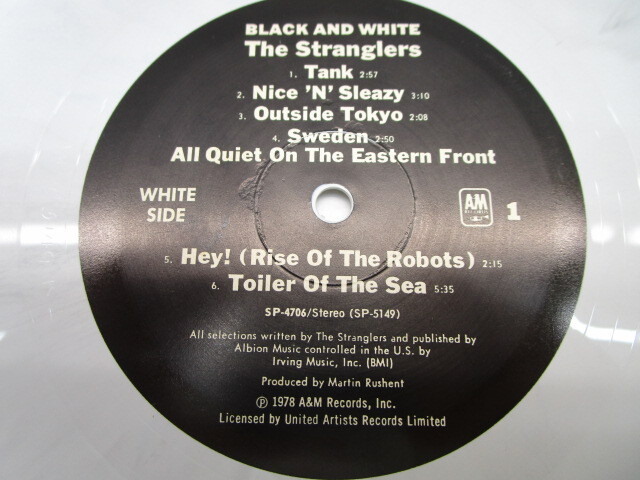 BLACK AND WHITE
The Stranglers
1. Tank 2:57
2. Nice 'N' Sleazy 3:10
3. Outside Tokyo 2:08
4. Sweden 2:50
All Quiet On The Eastern Front
WHITE
SIDE
AM
RECORDS
1
5. Hey! (Rise Of The Robots) 2:15
6. Toiler Of The Sea 5:35
SP-4706/Stereo (SP-5149)
All selections written by The Stranglers and published by
Albion Music controlled in the U.S. by
Irving Music, Inc. (BMI)
Produced by Martin Rushent
℗ 1978 A&M Records, Inc.
Licensed by United Artists Records Limited